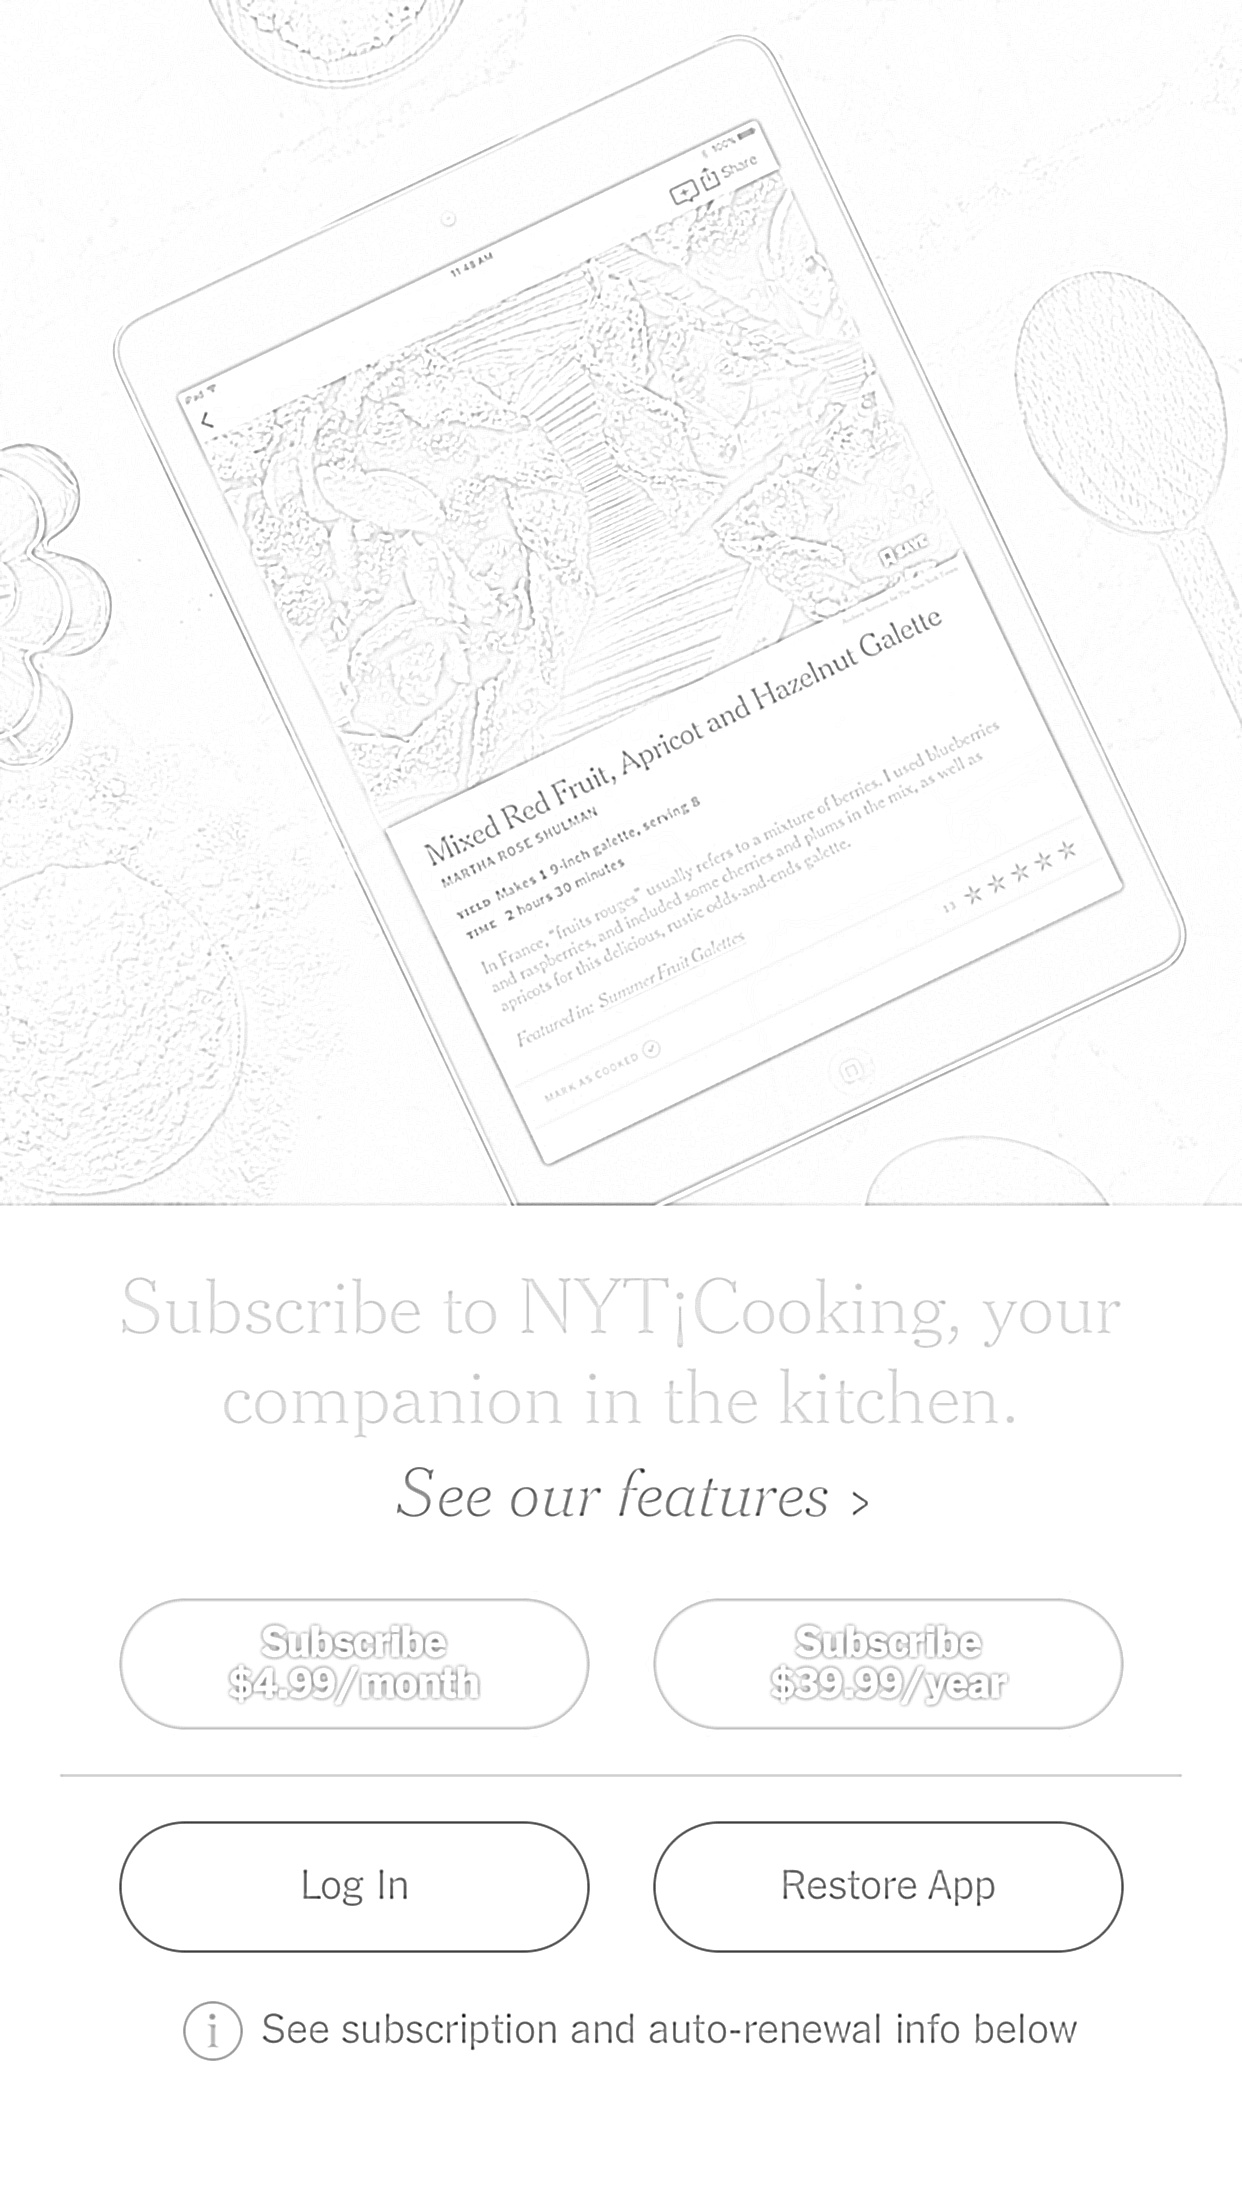 100%
Share
11:48 AM
iPad
SAVE
Mixed Red Fruit, Apricot and Hazelnut Galette
MARTHA ROSE SHULMAN
YIELD Makes 1 9-inch galette, serving 8
TIME 2 hours 30 minutes
In France, “fruits rouges” usually refers to a mixture of berries. I used blueberries
and raspberries, and included some cherries and plums in the mix, as well as
apricots for this delicious, rustic odds-and-ends galette.
Featured in: Summer Fruit Galettes
13
MARK AS COOKED
Subscribe to NYT¡Cooking, your
companion in the kitchen.
See our features >
Subscribe
$4.99/month
Subscribe
$39.99/year
Log In
Restore App
i See subscription and auto-renewal info below